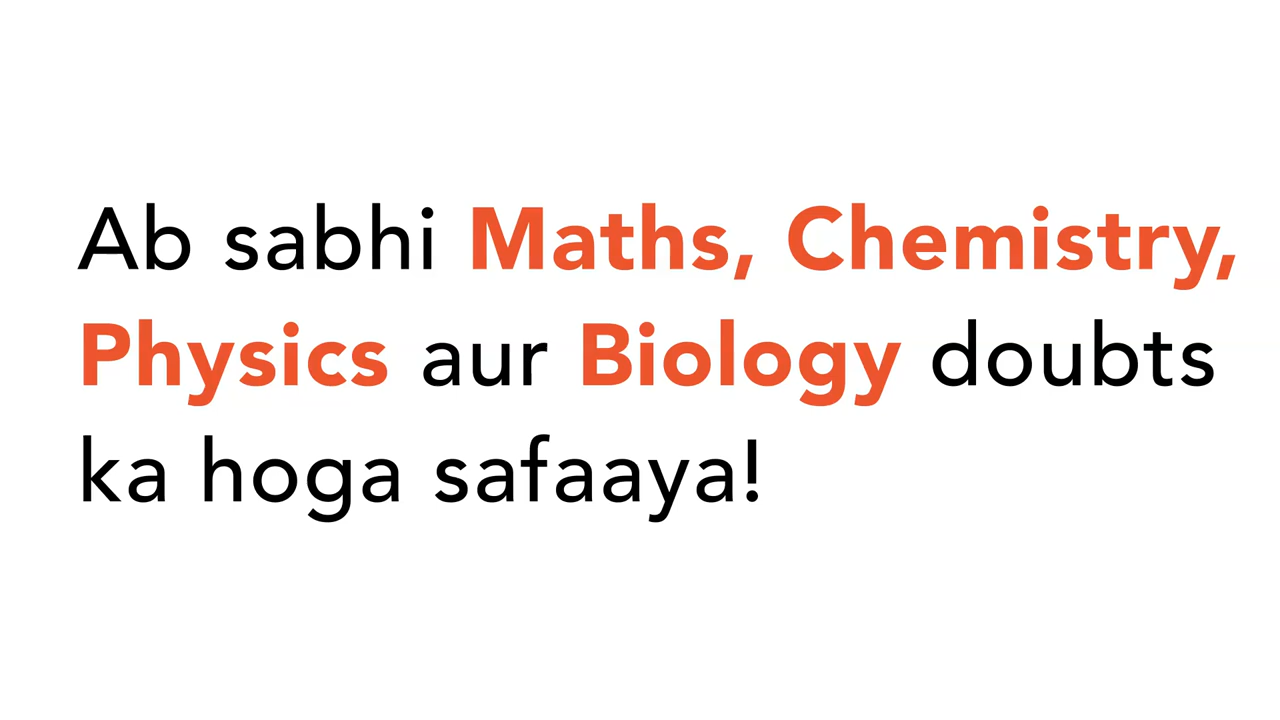 Ab sabhi Maths, Chemistry,
Physics aur Biology doubts
ka hoga safaaya!